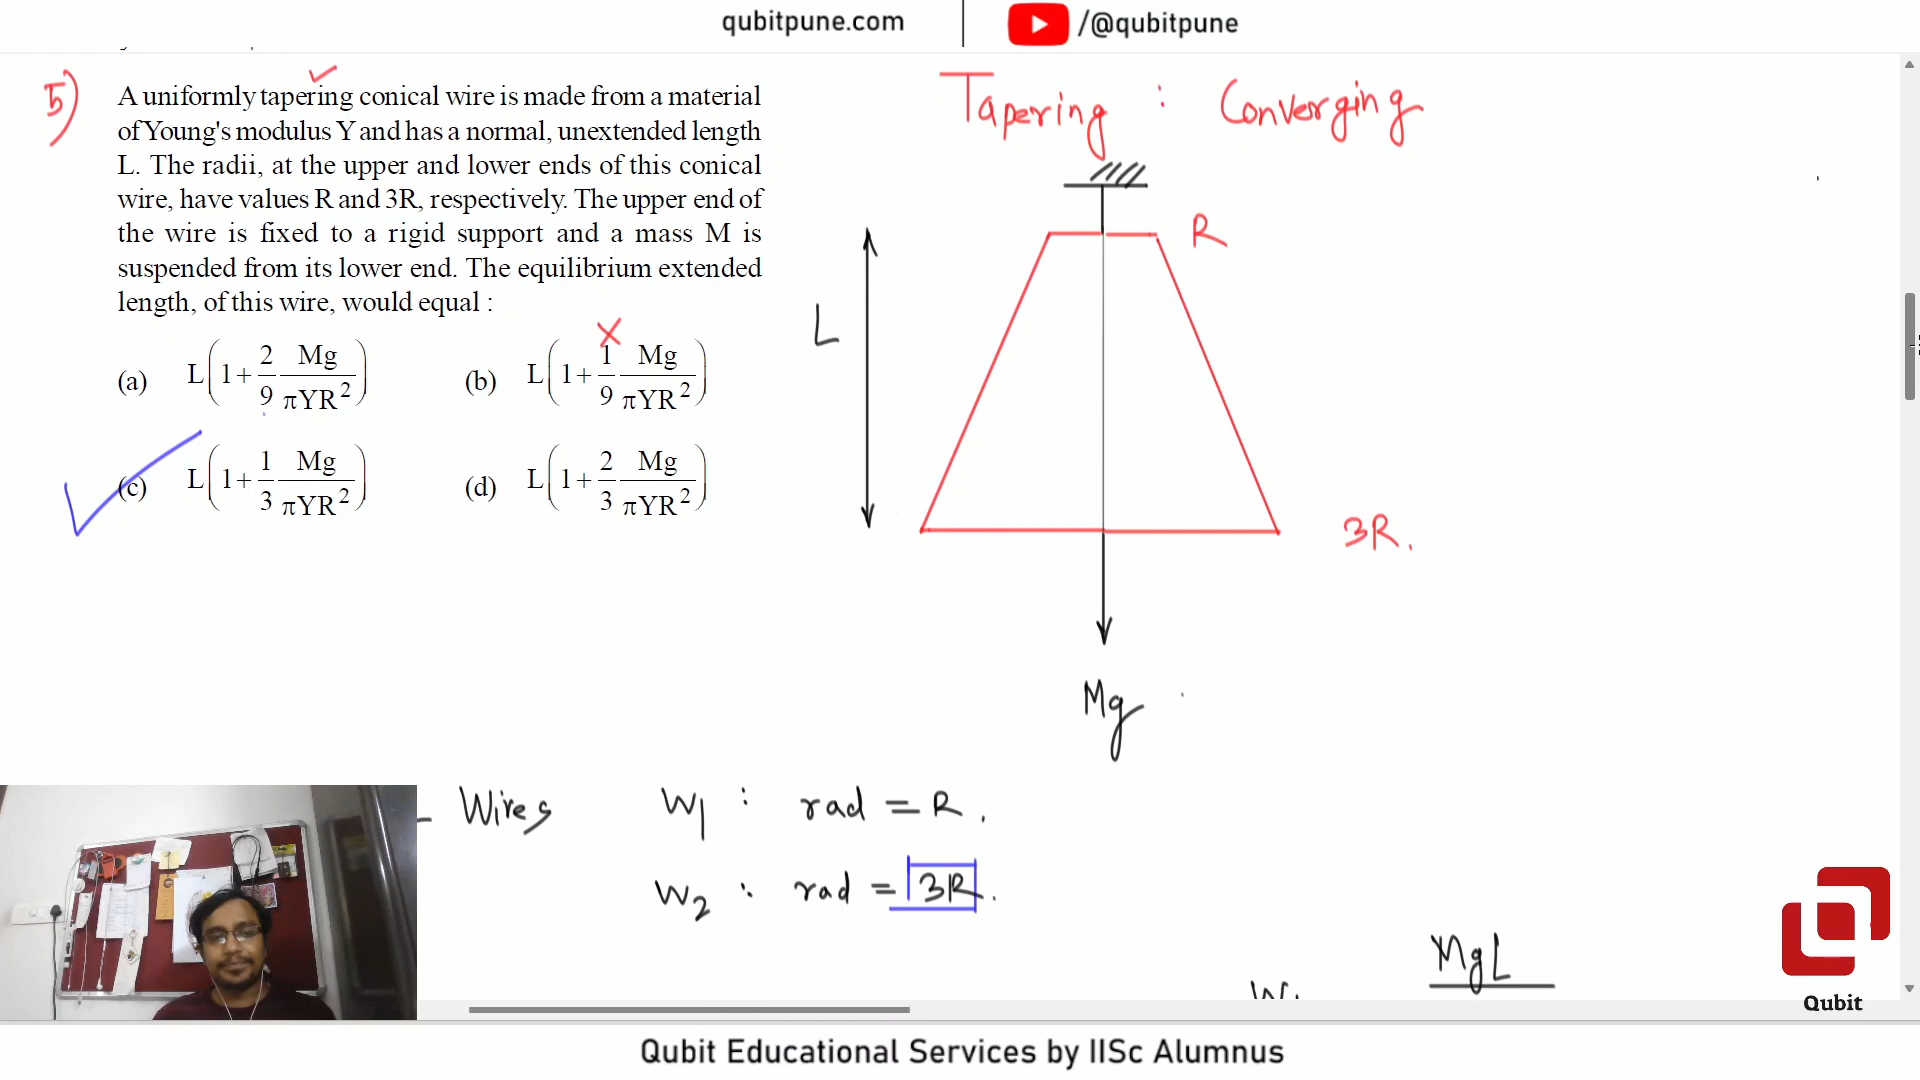 qubitpune.com
/@qubitpune
5)
A uniformly tapering conical wire is made from a material
of Young's modulus Y and has a normal, unextended length
L. The radii, at the upper and lower ends of this conical
wire, have values R and 3R, respectively. The upper end of
the wire is fixed to a rigid support and a mass M is
suspended from its lower end. The equilibrium extended
length, of this wire, would equal :
(a) L(1+2/9 Mg/πYR²)
(b) L(1+1/9 Mg/πYR²)
(c) L(1+1/3 Mg/πYR²)
(d) L(1+2/3 Mg/πYR²)
Tapering : Converging
R
L
3R.
Mg
Wires W₁ : rad = R.
W₂ : rad = 3R.
MgL
Qubit
Qubit Educational Services by IISc Alumnus